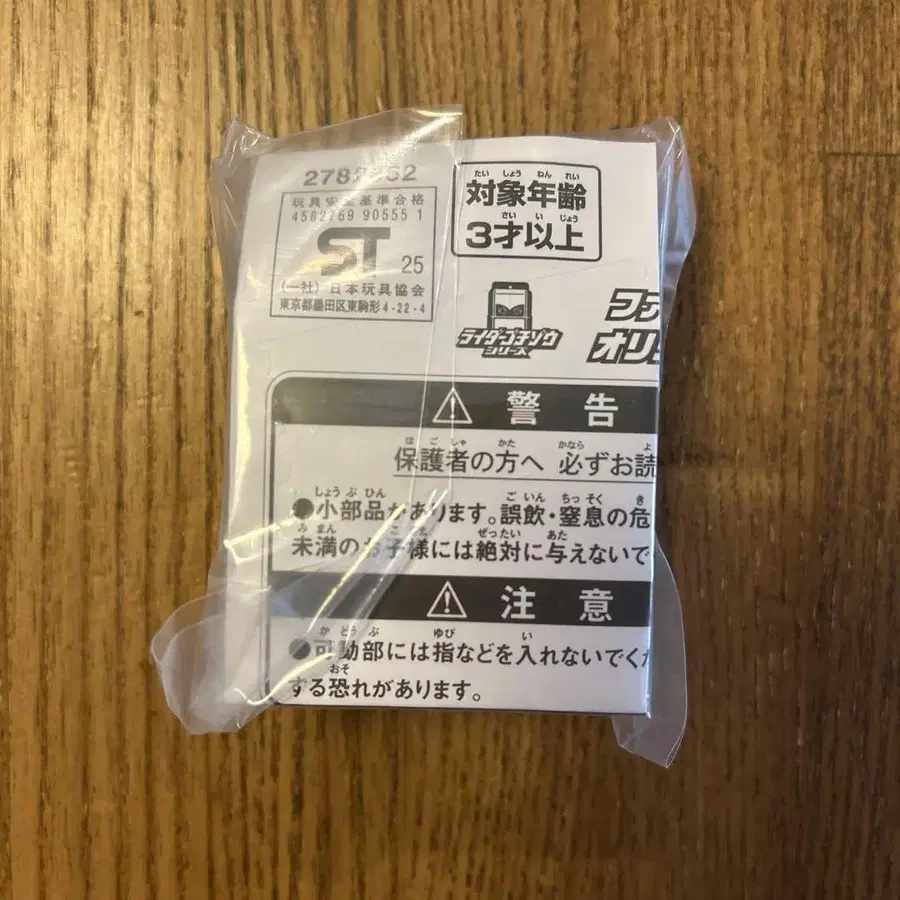 玩具安全基準合格
4582769 90555 1
ST 25
(一社) 日本玩具協会
東京都墨田区東駒形4-22-4
たいしょうねんれい
対象年齢
さいいじょう
3才以上
ライダーゴチゾウ
シリーズ
ファ
オリ
警告
ほごしゃ かた かなら よ
保護者の方へ 必ずお読
しょうぶひん ごいん ちっそく き
●小部品があります。誤飲・窒息の危
みまん ぜったい あた
未満のお子様には絶対に与えないで
注意
かどうぶ ゆび い
●可動部には指などを入れないでく
おそ
する恐れがあります。